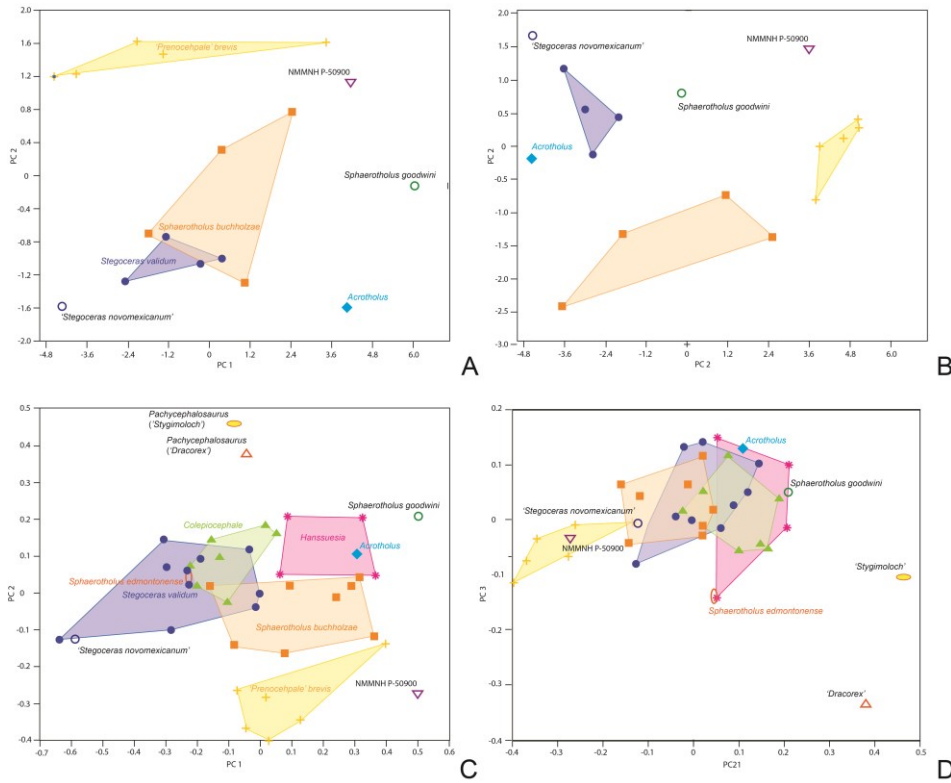 2.0
1.6
1.2
0.8
0.4
0
-0.4
-0.8
-1.2
-1.6
-2.0
PC 2
'Prenocehpale' brevis
NMMNH P-50900
Sphaerotholus goodwini
Sphaerotholus buchholzae
Stegoceras validum
Acrotholus
'Stegoceras novomexicanum'
-4.8 -3.6 -2.4 -1.2 0 1.2 2.4 3.6 4.8 6.0
PC 1
A
2.0
1.5
1.0
0.5
0
-0.5
-1.0
-1.5
-2.0
-2.5
-3.0
PC 2
'Stegoceras novomexicanum'
NMMNH P-50900
Sphaerotholus goodwini
Acrotholus
-4.8 -3.6 -2.4 -1.2 0 1.2 2.4 3.6 4.8 6.0
PC 2
B
0.5
0.4
0.3
0.2
0.1
0
-0.1
-0.2
-0.3
-0.4
PC 2
Pachycephalosaurus
('Stygimoloch')
Pachycephalosaurus
('Dracorex')
Sphaerotholus goodwini
Colepiocephale
Hanssuesia
Acrotholus
Sphaerotholus edmontonense
Stegoceras validum
Sphaerotholus buchholzae
'Stegoceras novomexicanum'
'Prenocehpale' brevis
NMMNH P-50900
-0.7 -0.6 -0.5 -0.4 -0.3 -0.2 -0.1 0 0.1 0.2 0.3 0.4 0.5 0.6
PC 1
C
0.2
0.1
0
-0.1
-0.2
-0.3
-0.4
PC 3
Acrotholus
Sphaerotholus goodwini
'Stegoceras novomexicanum'
NMMNH P-50900
'Stygimoloch'
Sphaerotholus edmontonense
'Dracorex'
-0.4 -0.3 -0.2 -0.1 0 0.1 0.2 0.3 0.4 0.5
PC21
D